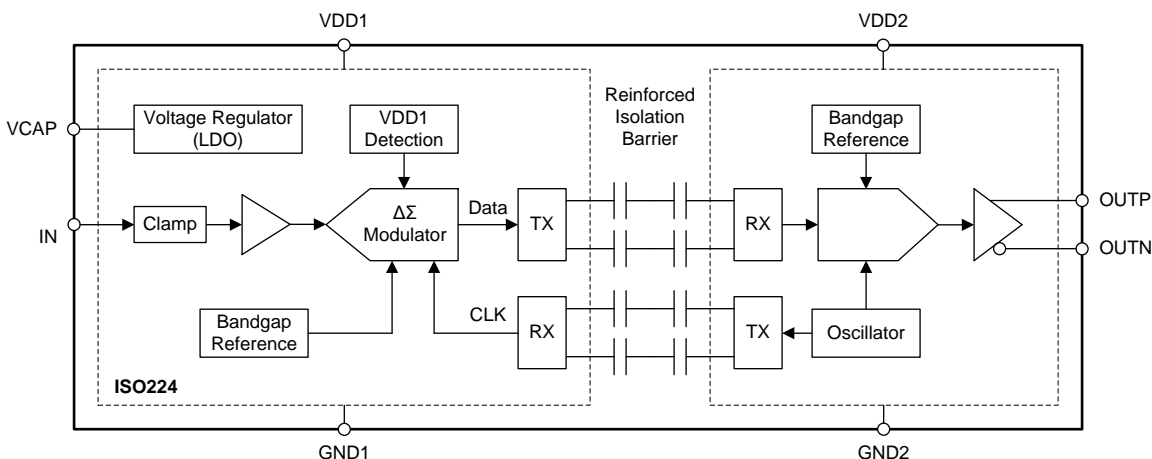 VDD1
VDD2
VCAP
Voltage Regulator
(LDO)
VDD1
Detection
Reinforced
Isolation
Barrier
Bandgap
Reference
IN
Clamp
ΔΣ
Modulator
Data
TX
RX
OUTP
OUTN
Bandgap
Reference
CLK
RX
TX
Oscillator
ISO224
GND1
GND2